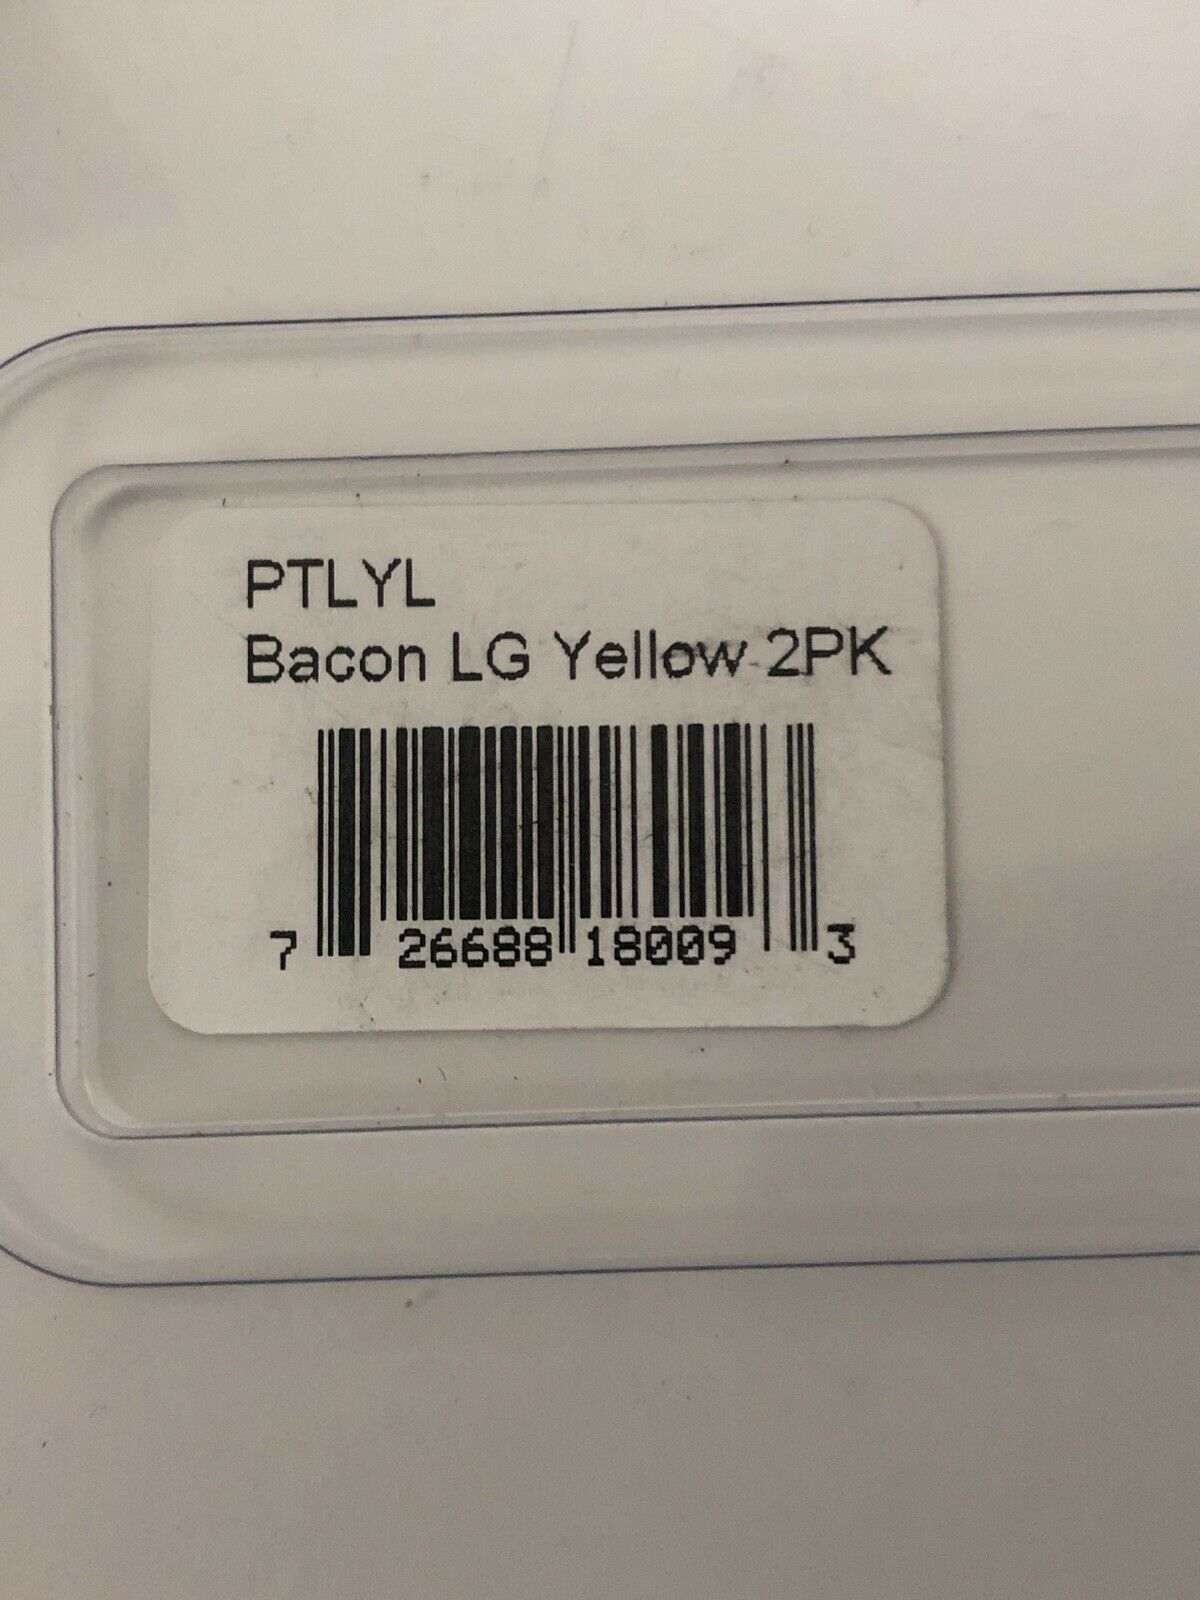 PTLYL
Bacon LG Yellow 2PK
7 26688 18009 3